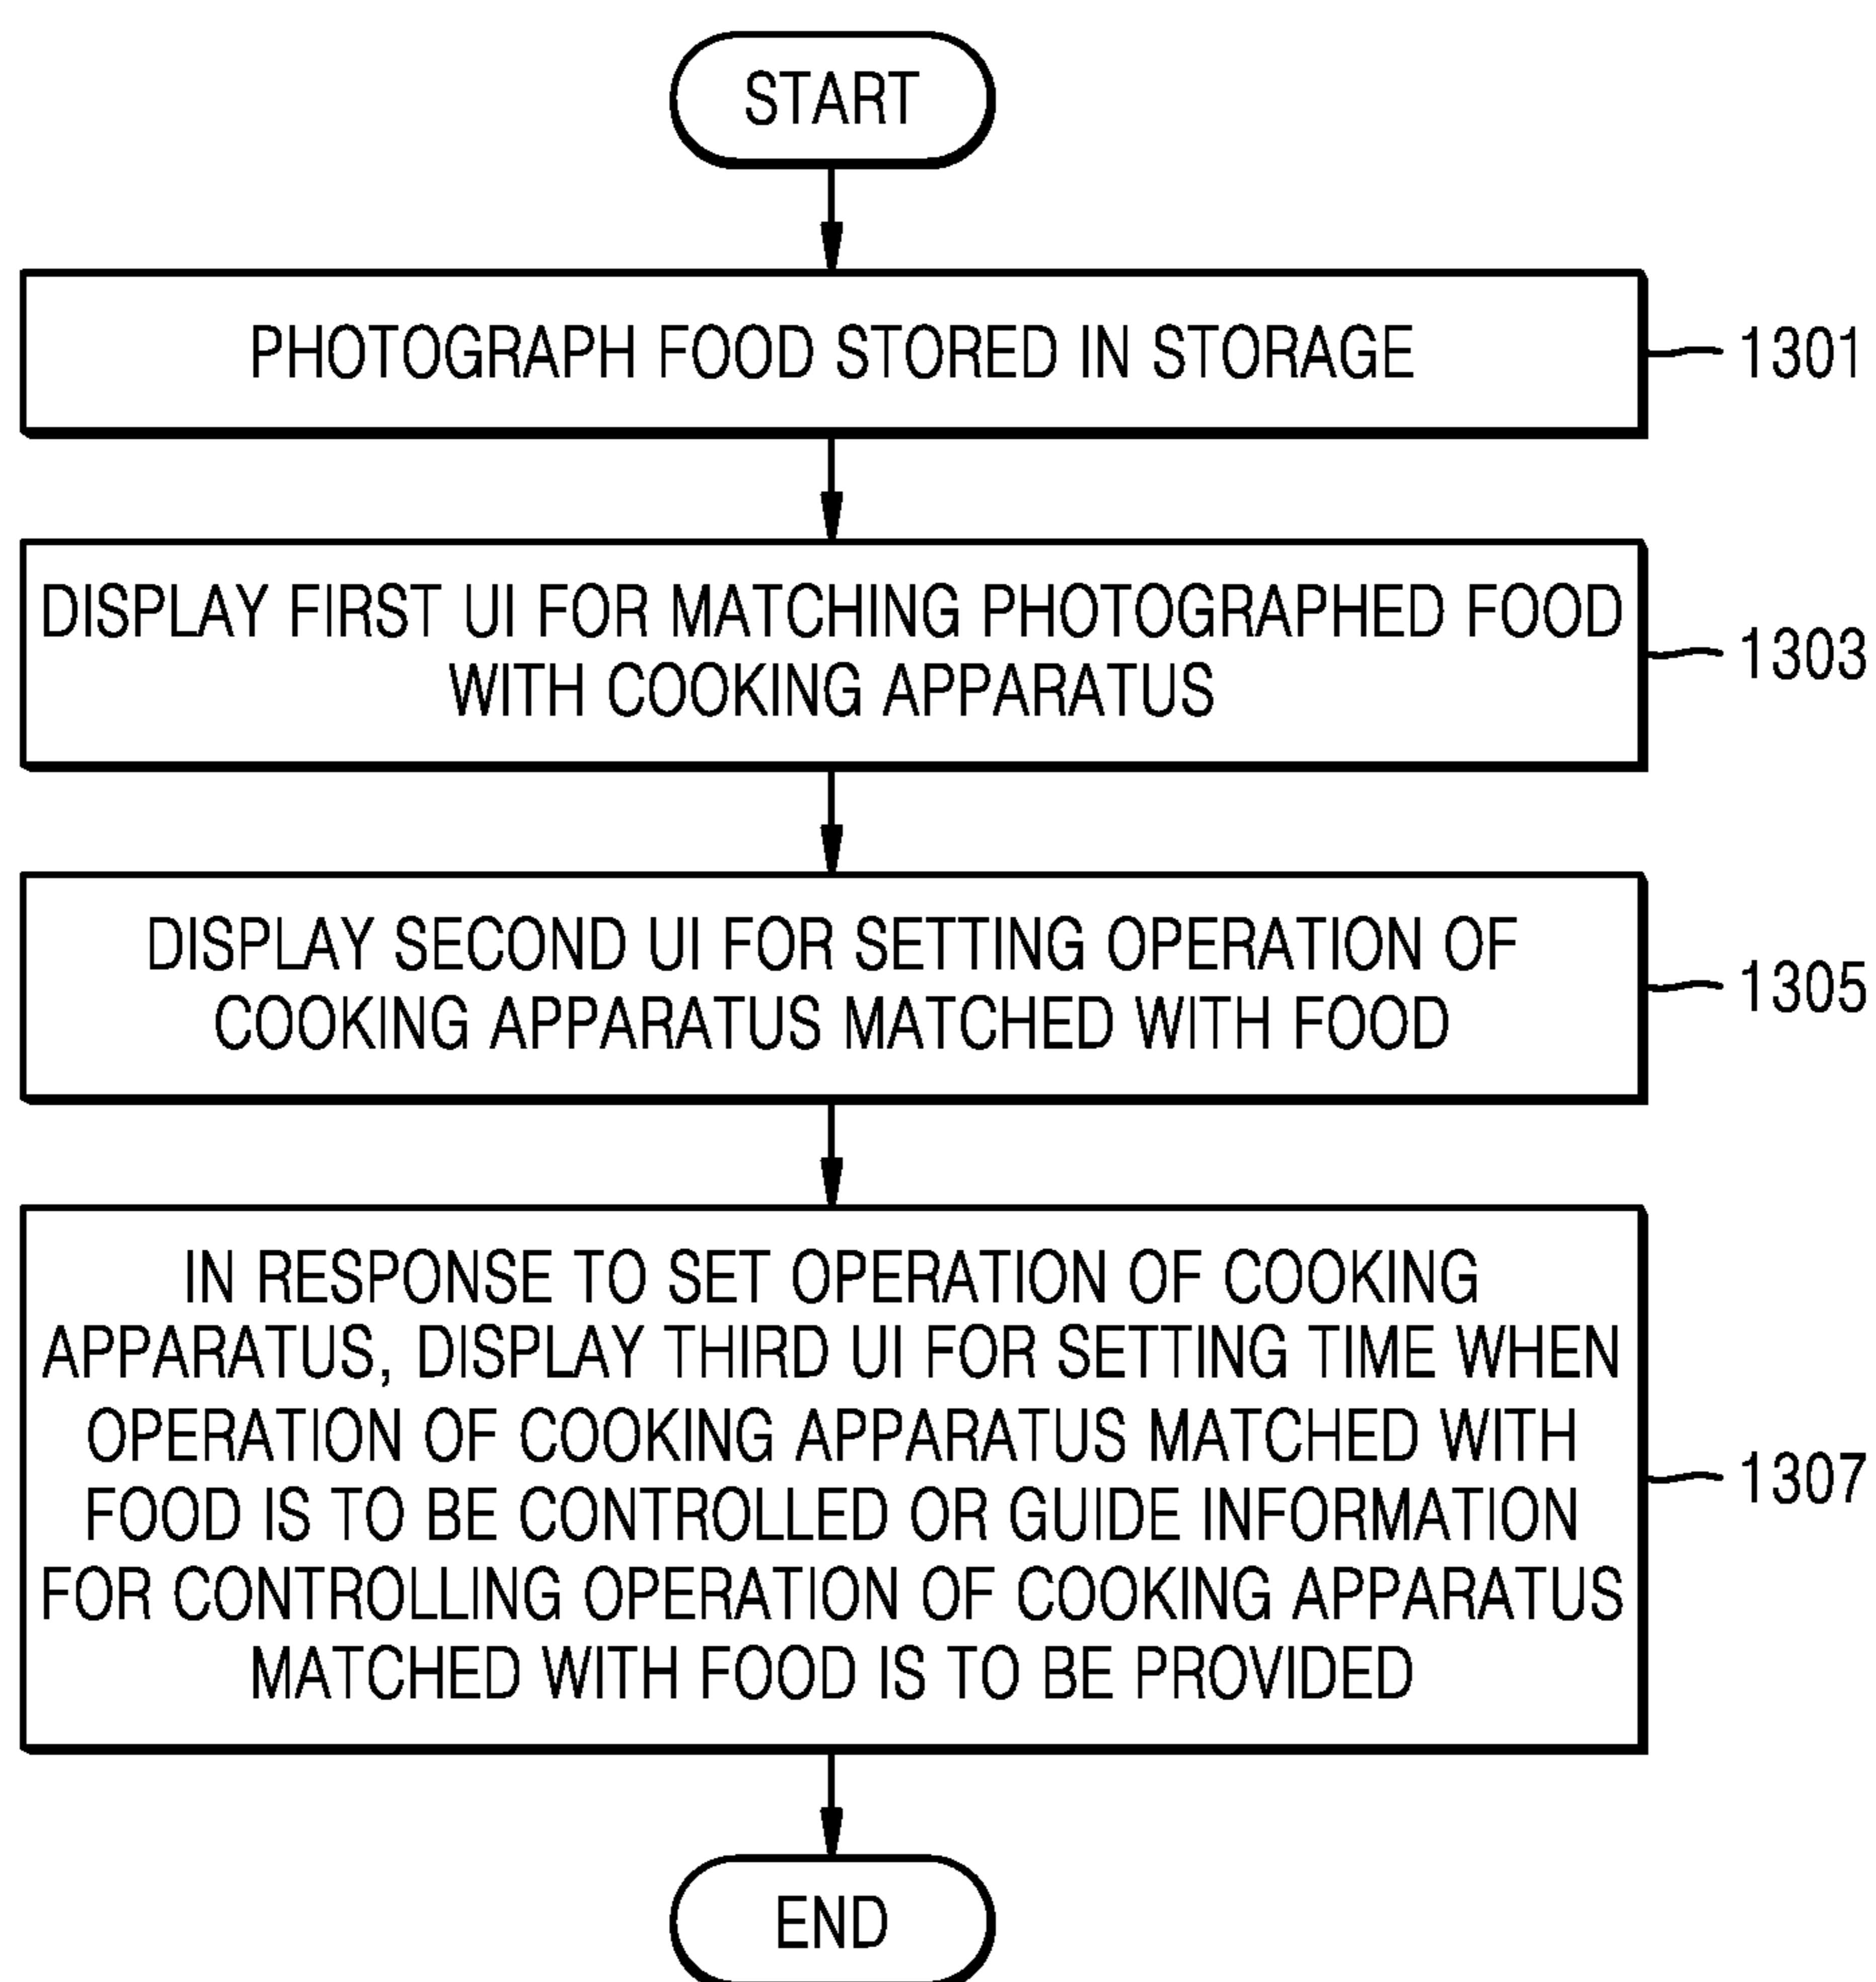 START
PHOTOGRAPH FOOD STORED IN STORAGE
1301
DISPLAY FIRST UI FOR MATCHING PHOTOGRAPHED FOOD
WITH COOKING APPARATUS
1303
DISPLAY SECOND UI FOR SETTING OPERATION OF
COOKING APPARATUS MATCHED WITH FOOD
1305
IN RESPONSE TO SET OPERATION OF COOKING
APPARATUS, DISPLAY THIRD UI FOR SETTING TIME WHEN
OPERATION OF COOKING APPARATUS MATCHED WITH
FOOD IS TO BE CONTROLLED OR GUIDE INFORMATION
FOR CONTROLLING OPERATION OF COOKING APPARATUS
MATCHED WITH FOOD IS TO BE PROVIDED
1307
END